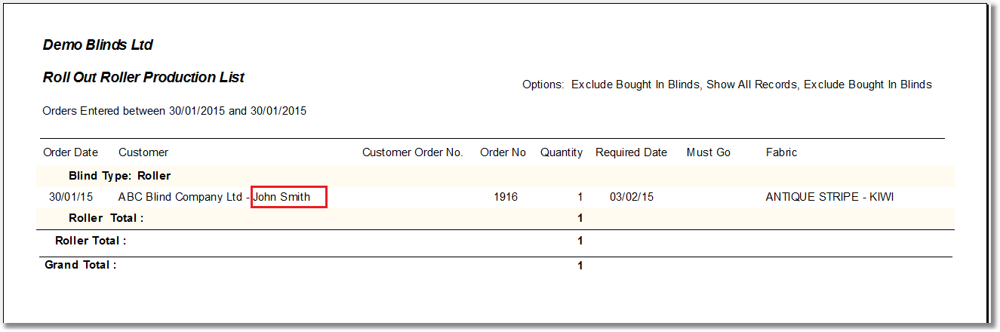 Demo Blinds Ltd
Roll Out Roller Production List
Options: Exclude Bought In Blinds, Show All Records, Exclude Bought In Blinds
Orders Entered between 30/01/2015 and 30/01/2015
Order Date Customer Customer Order No. Order No Quantity Required Date Must Go Fabric
Blind Type: Roller
30/01/15 ABC Blind Company Ltd - John Smith 1916 1 03/02/15 ANTIQUE STRIPE - KIWI
Roller Total : 1
Roller Total : 1
Grand Total : 1